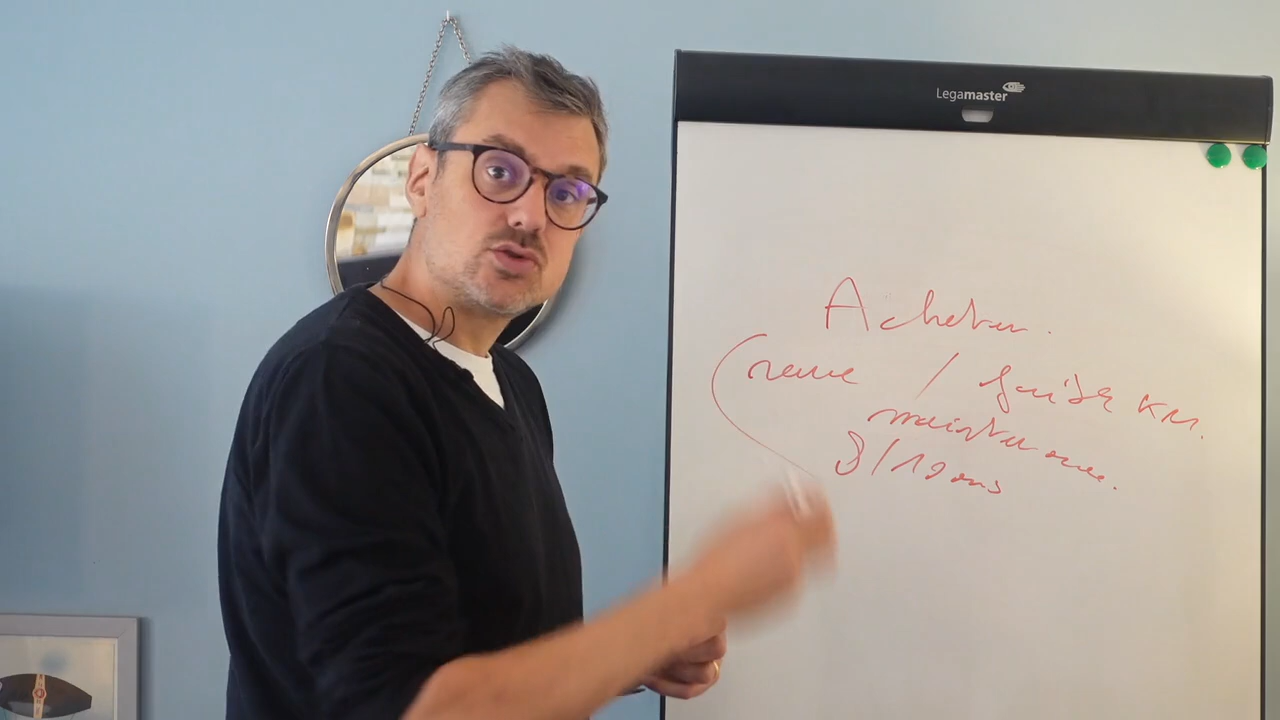 Legamaster
Acheter.
neuve / faible KM.
maintenance.
8/10 ans